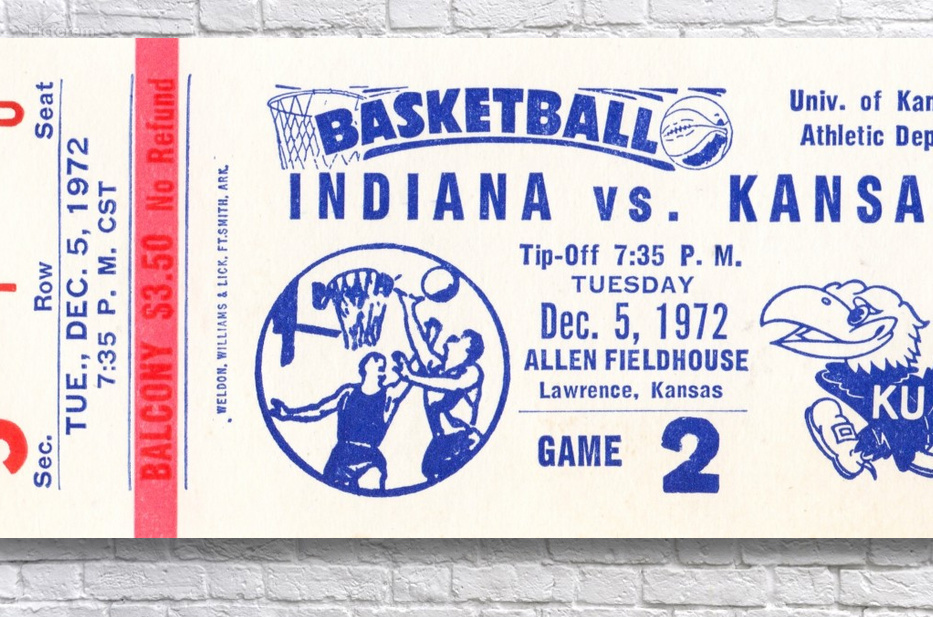 Seat
Row
Sec.
TUE., DEC. 5, 1972
7:35 P. M. CST
BALCONY $3.50 No Refund
WELDON, WILLIAMS & LICK, FT. SMITH, ARK.
BASKETBALL
Univ. of Kan
Athletic Dep
INDIANA vs. KANSA
Tip-Off 7:35 P. M.
TUESDAY
Dec. 5, 1972
ALLEN FIELDHOUSE
Lawrence, Kansas
GAME 2
KU